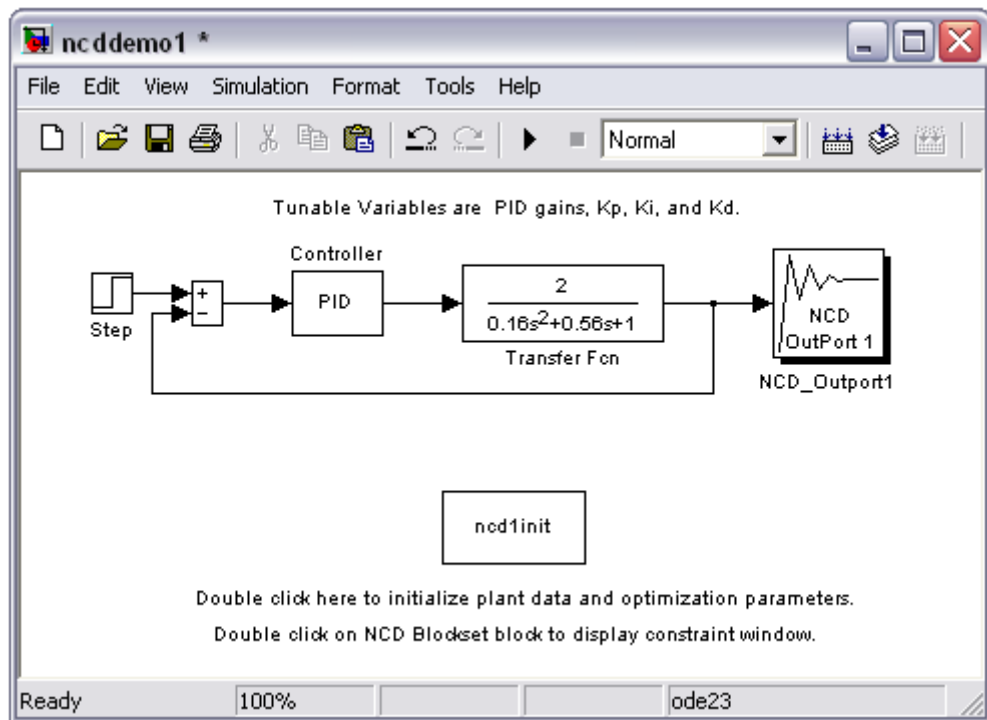 ncddemo1 *
File Edit View Simulation Format Tools Help
Normal
Tunable Variables are PID gains, Kp, Ki, and Kd.
Controller
PID
Step
+
−
2
0.16s²+0.56s+1
Transfer Fcn
NCD
OutPort 1
NCD_Outport1
ncd1init
Double click here to initialize plant data and optimization parameters.
Double click on NCD Blockset block to display constraint window.
Ready 100% ode23